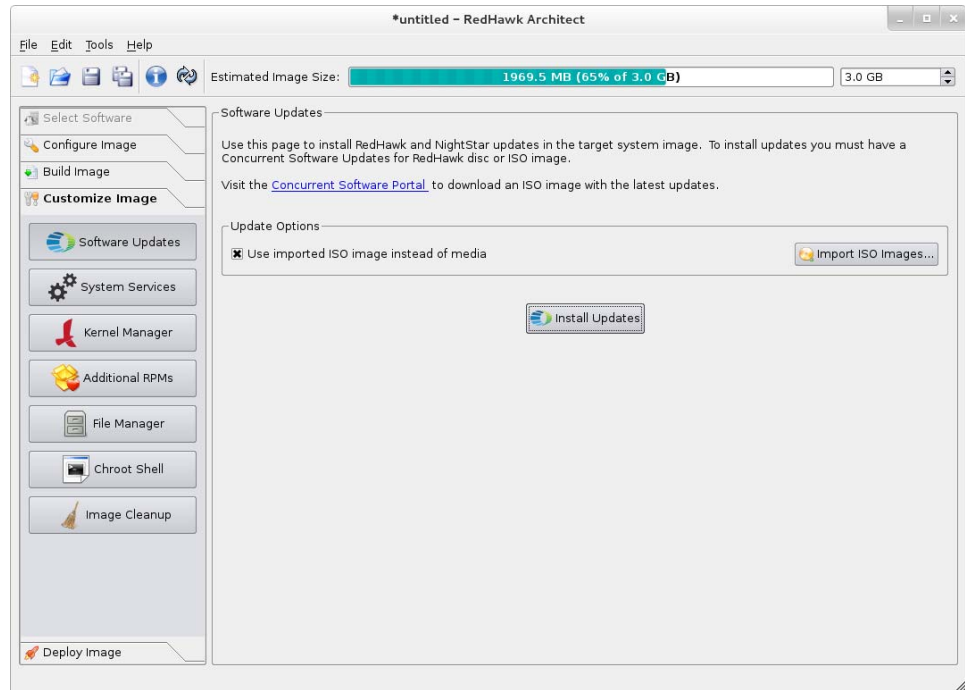 *untitled – RedHawk Architect
File Edit Tools Help
Estimated Image Size: 1969.5 MB (65% of 3.0 GB) 3.0 GB
Select Software
Configure Image
Build Image
Customize Image
Software Updates
System Services
Kernel Manager
Additional RPMs
File Manager
Chroot Shell
Image Cleanup
Deploy Image
Software Updates
Use this page to install RedHawk and NightStar updates in the target system image. To install updates you must have a
Concurrent Software Updates for RedHawk disc or ISO image.
Visit the Concurrent Software Portal to download an ISO image with the latest updates.
Update Options
Use imported ISO image instead of media
Import ISO Images...
Install Updates